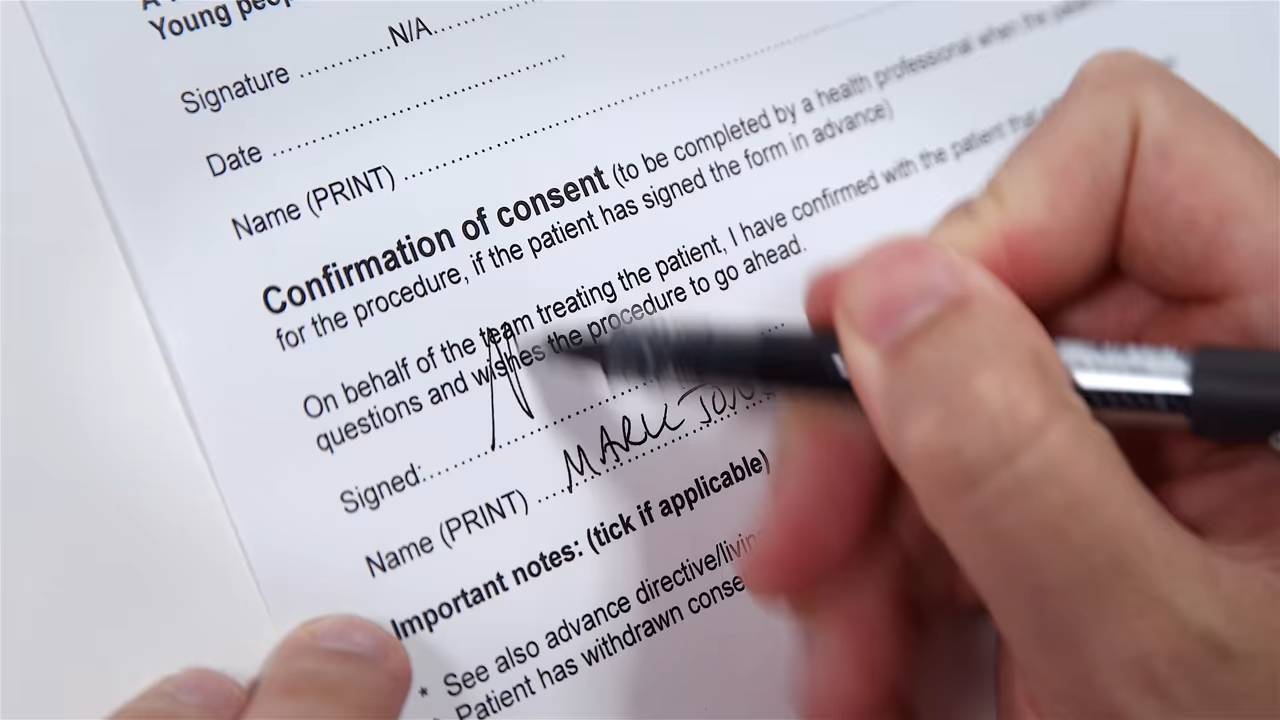 Young peop
Signature ...............N/A.................
Date ..................................................
Name (PRINT) ..................................................
Confirmation of consent (to be completed by a health professional when the patient
for the procedure, if the patient has signed the form in advance)
On behalf of the team treating the patient, I have confirmed with the patient that
questions and wishes the procedure to go ahead.
Signed:..................................................
Name (PRINT) .... MARK JON
Important notes: (tick if applicable)
* See also advance directive/livin
Patient has withdrawn conse